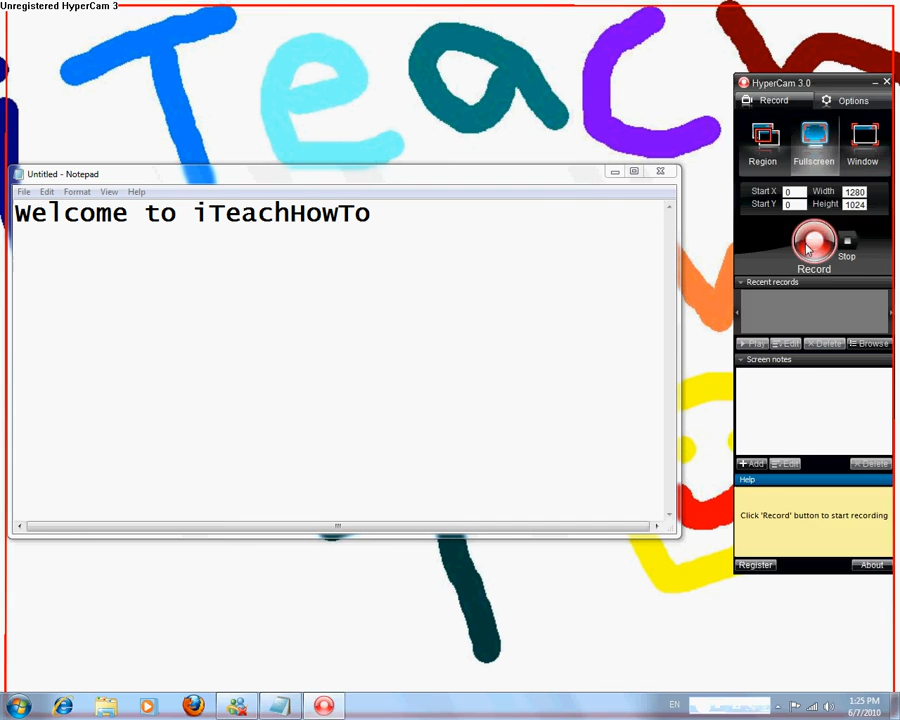 Unregistered HyperCam 3
Teach
HyperCam 3.0
Record Options
Untitled - Notepad
File Edit Format View Help
Welcome to iTeachHowTo
Region Fullscreen Window
Start X 0 Width 1280
Start Y 0 Height 1024
Stop
Record
Recent records
Play Edit Delete Browse
Screen notes
Add Edit Delete
Help
Click 'Record' button to start recording
Register About
EN
1:25 PM
6/7/2010